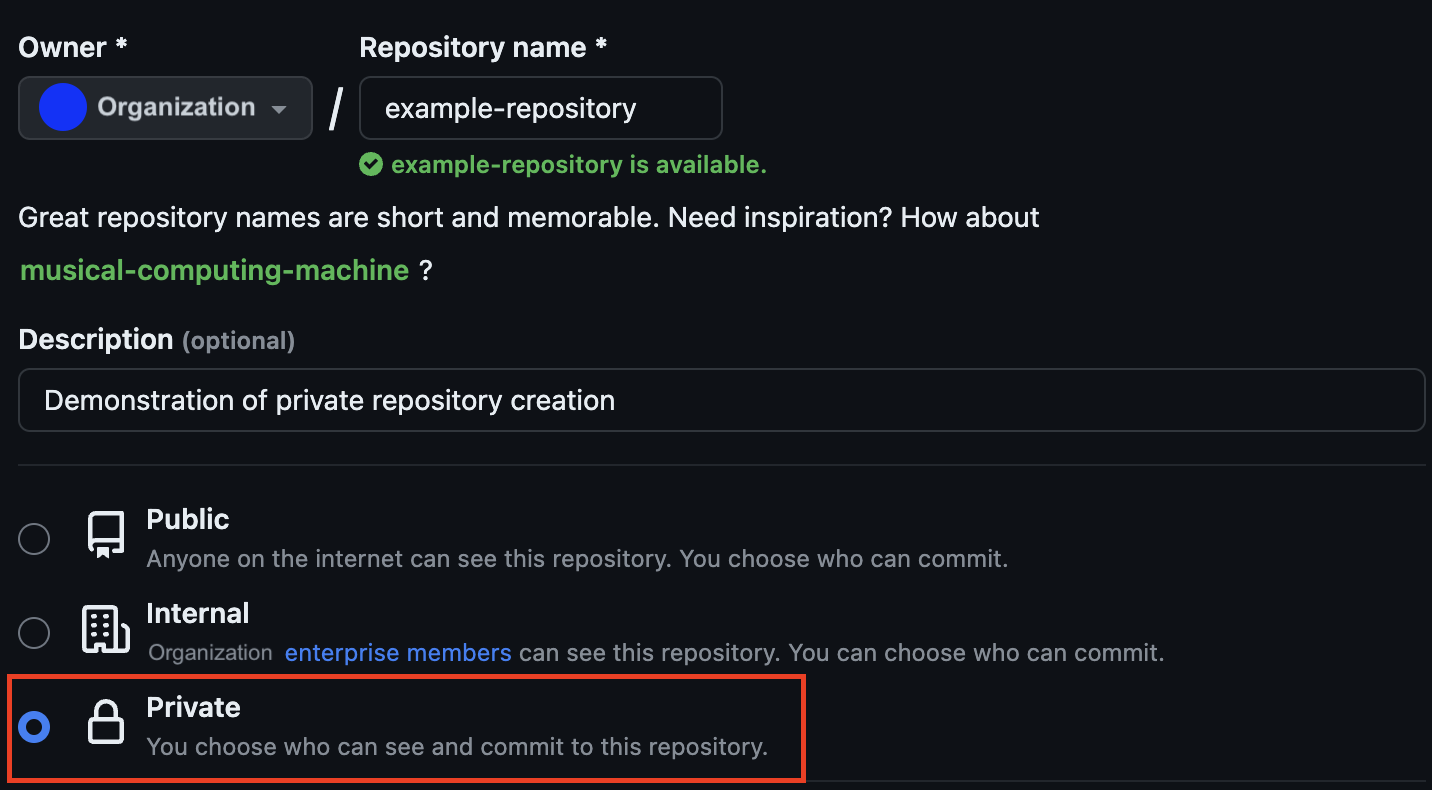 Owner *
Repository name *
Organization / example-repository
example-repository is available.
Great repository names are short and memorable. Need inspiration? How about
musical-computing-machine ?
Description (optional)
Demonstration of private repository creation
Public
Anyone on the internet can see this repository. You choose who can commit.
Internal
Organization enterprise members can see this repository. You can choose who can commit.
Private
You choose who can see and commit to this repository.